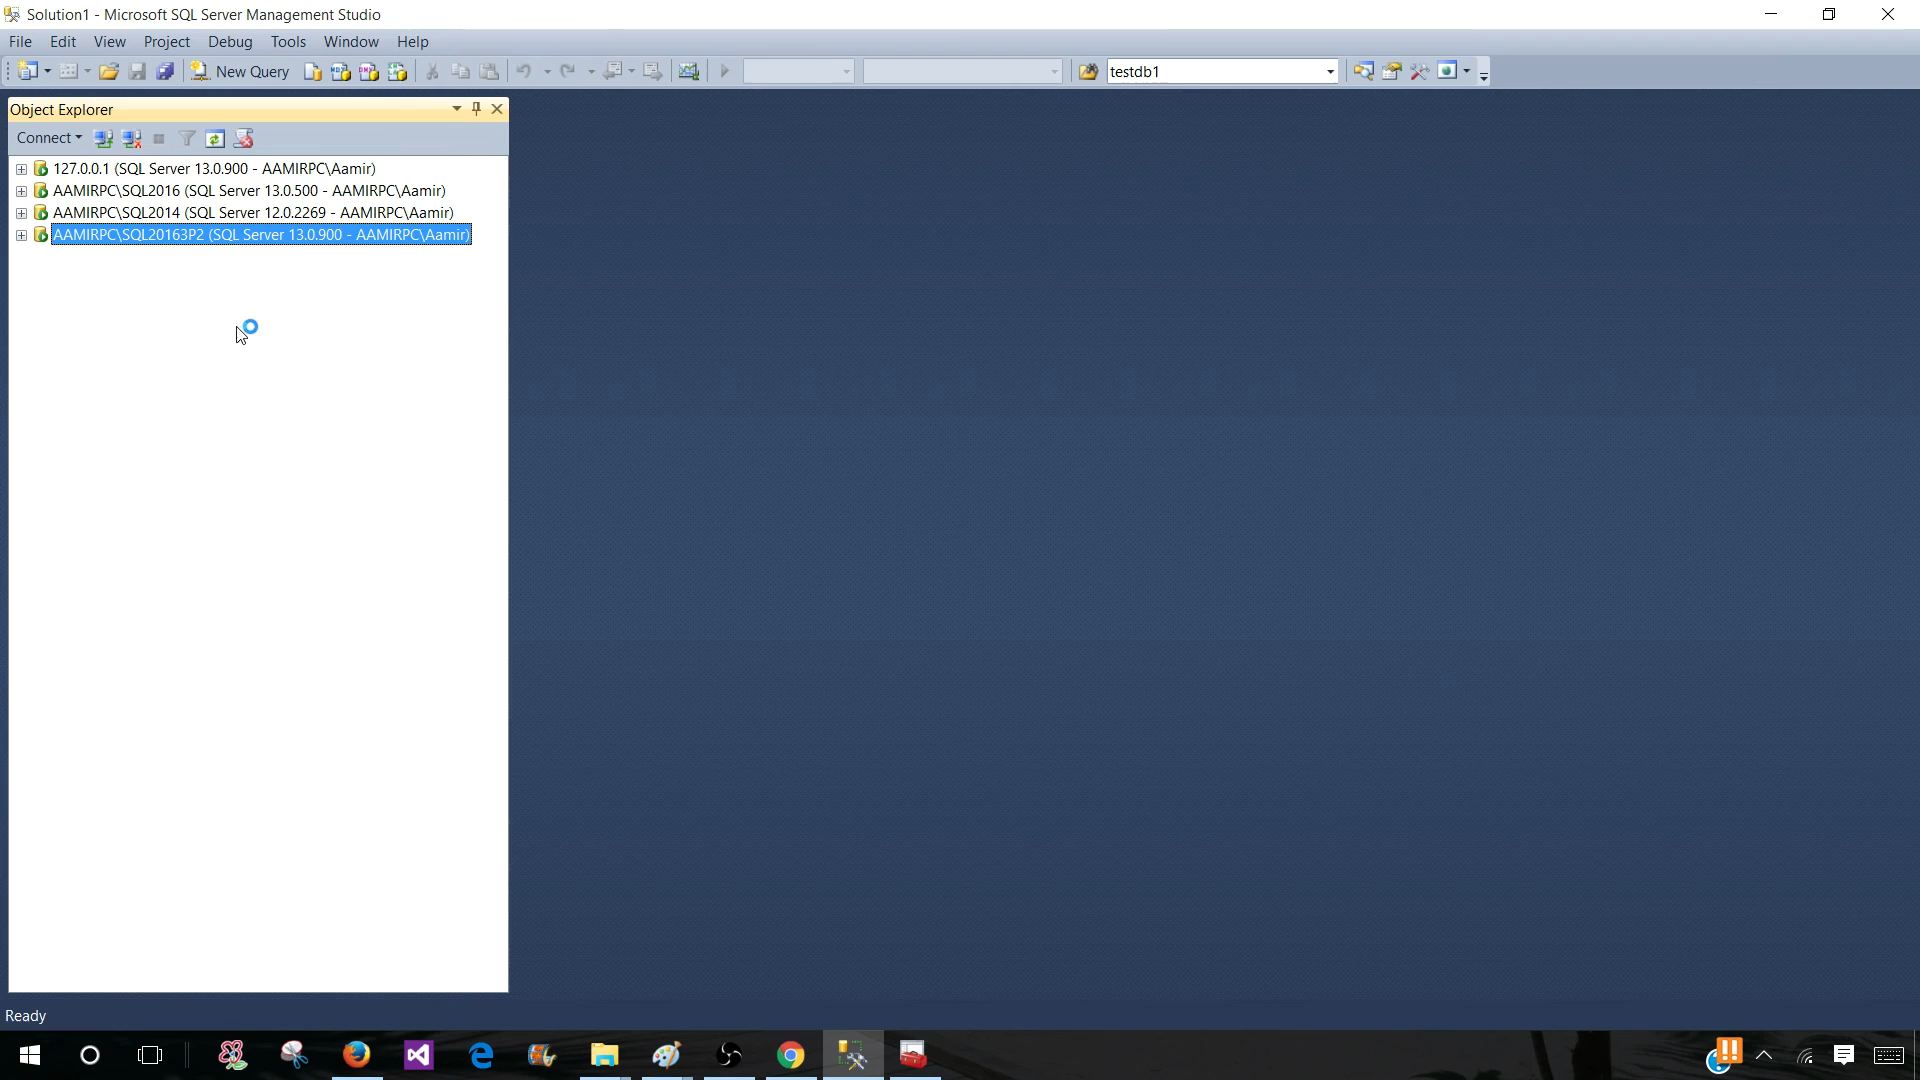 Solution1 - Microsoft SQL Server Management Studio
File Edit View Project Debug Tools Window Help
New Query testdb1
Object Explorer
Connect
127.0.0.1 (SQL Server 13.0.900 - AAMIRPC\Aamir)
AAMIRPC\SQL2016 (SQL Server 13.0.500 - AAMIRPC\Aamir)
AAMIRPC\SQL2014 (SQL Server 12.0.2269 - AAMIRPC\Aamir)
AAMIRPC\SQL20163P2 (SQL Server 13.0.900 - AAMIRPC\Aamir)
Ready